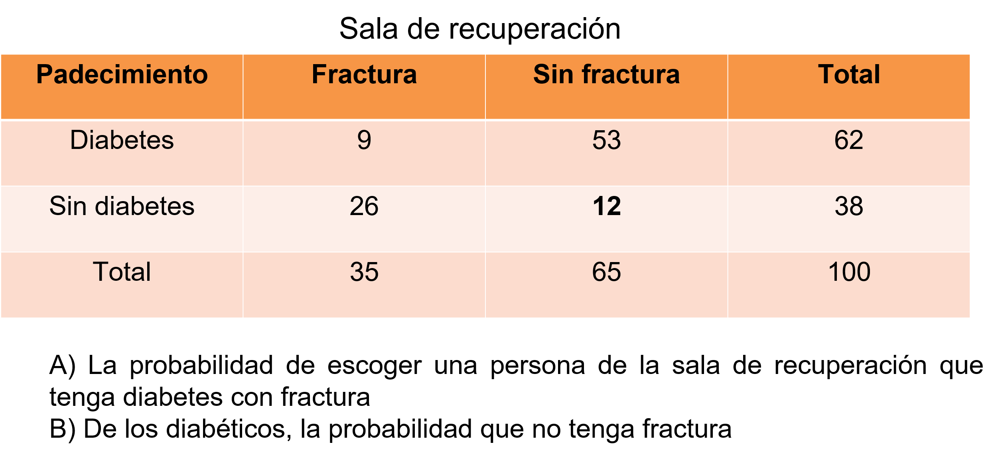 Sala de recuperación
Padecimiento Fractura Sin fractura Total
Diabetes 9 53 62
Sin diabetes 26 12 38
Total 35 65 100
A) La probabilidad de escoger una persona de la sala de recuperación que
tenga diabetes con fractura
B) De los diabéticos, la probabilidad que no tenga fractura